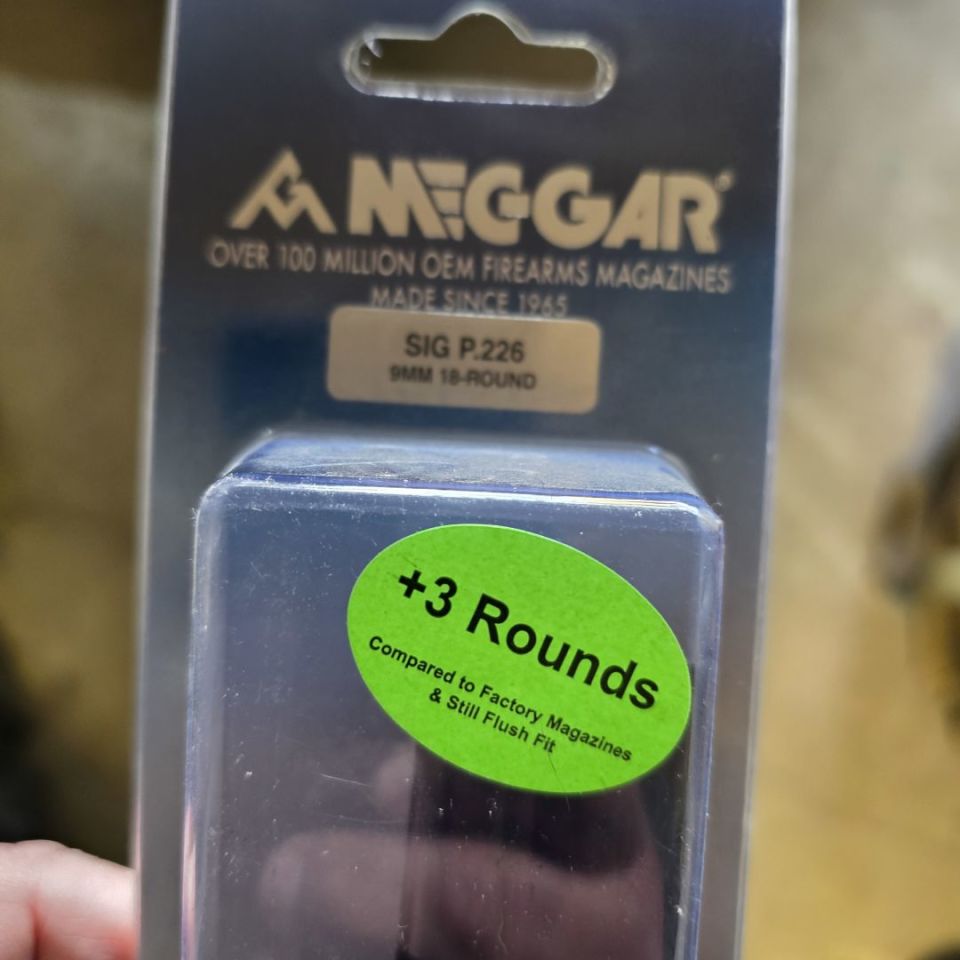 MEC-GAR®
OVER 100 MILLION OEM FIREARMS MAGAZINES
MADE SINCE 1965
SIG P.226
9MM 18-ROUND
+3 Rounds
Compared to Factory Magazines
& Still Flush Fit